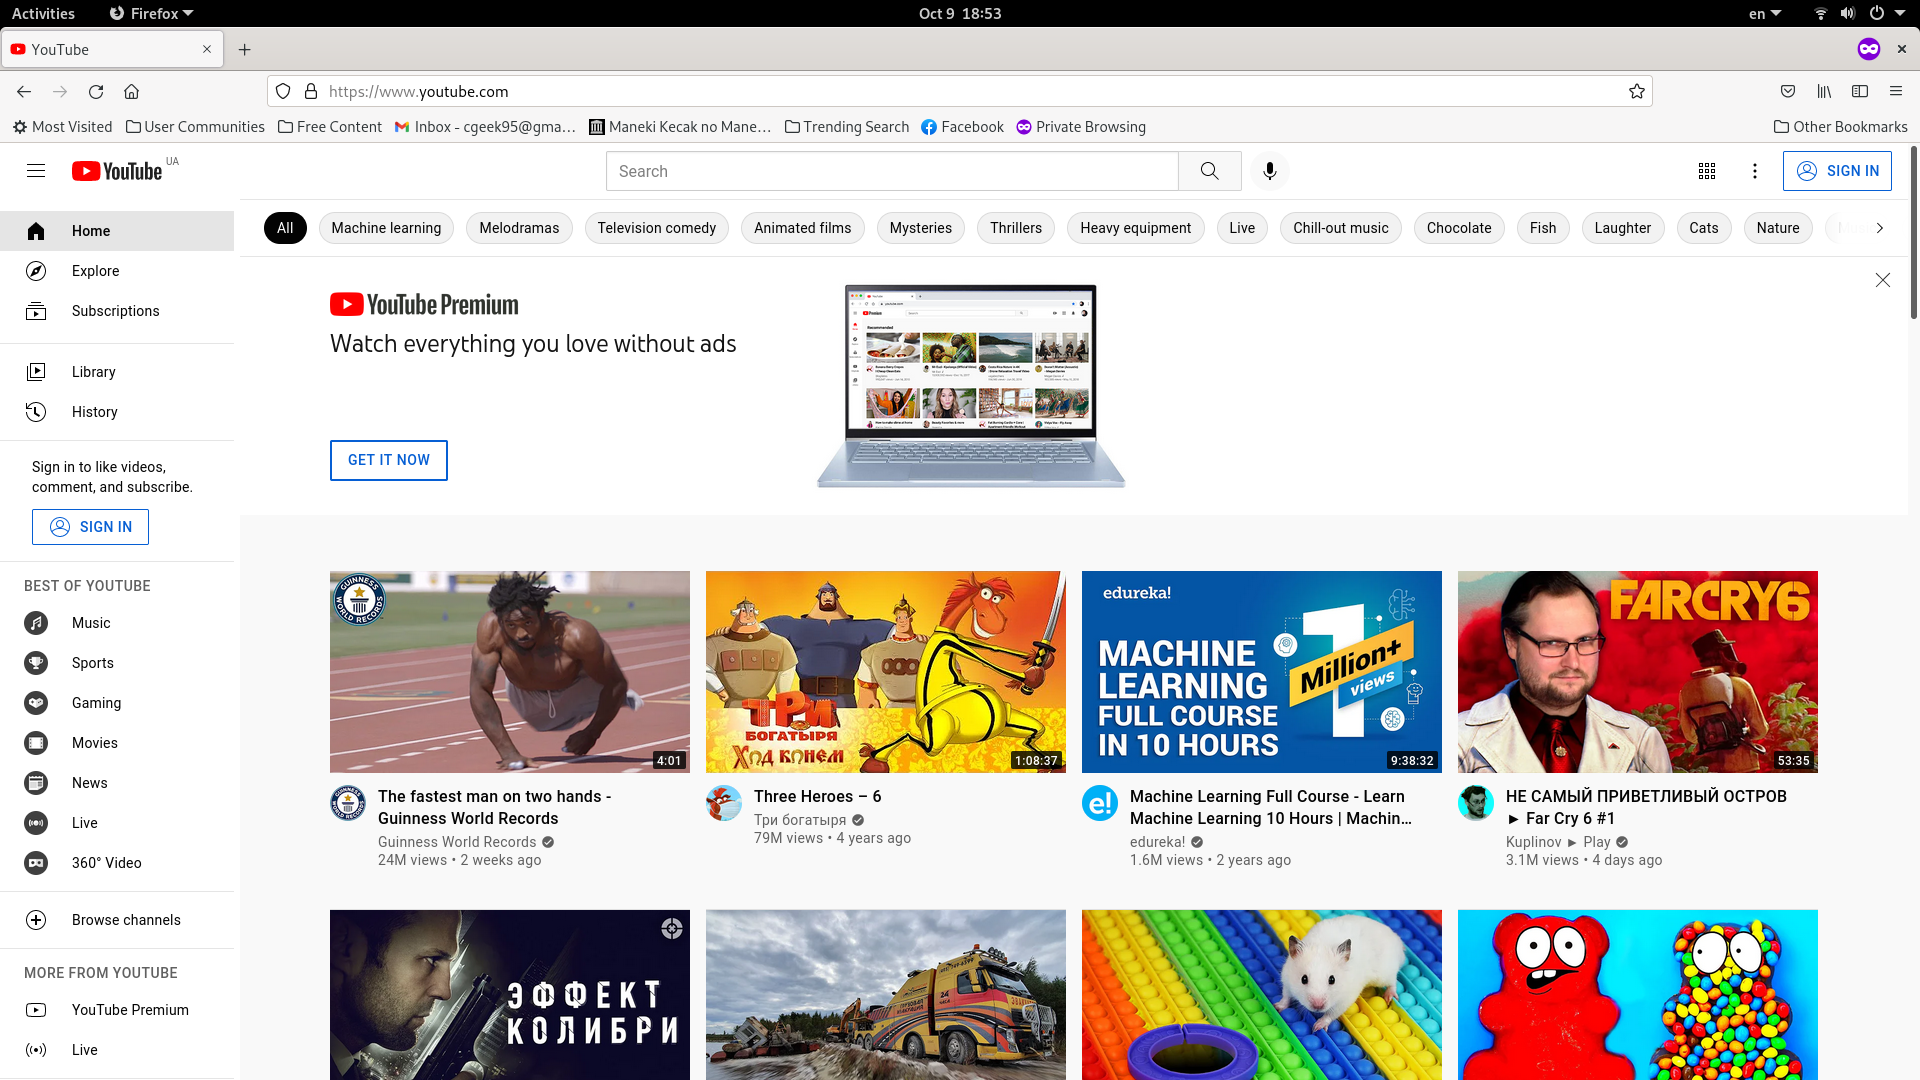 Activities
Firefox
Oct 9 18:53
en
YouTube
https://www.youtube.com
Most Visited
User Communities
Free Content
Inbox - cgeek95@gma…
Maneki Kecak no Mane…
Trending Search
Facebook
Private Browsing
Other Bookmarks
YouTube UA
Search
SIGN IN
Home
Explore
Subscriptions
Library
History
Sign in to like videos,
comment, and subscribe.
SIGN IN
BEST OF YOUTUBE
Music
Sports
Gaming
Movies
News
Live
360° Video
Browse channels
MORE FROM YOUTUBE
YouTube Premium
Live
All
Machine learning
Melodramas
Television comedy
Animated films
Mysteries
Thrillers
Heavy equipment
Live
Chill-out music
Chocolate
Fish
Laughter
Cats
Nature
YouTube Premium
Watch everything you love without ads
GET IT NOW
GUINNESS
WORLD RECORDS
4:01
The fastest man on two hands -
Guinness World Records
Guinness World Records
24M views • 2 weeks ago
ТРИ
БОГАТЫРЯ
Ход конем
1:08:37
Three Heroes – 6
Три богатыря
79M views • 4 years ago
edureka!
MACHINE
LEARNING
FULL COURSE
IN 10 HOURS
1
Million+
views
9:38:32
e!
Machine Learning Full Course - Learn
Machine Learning 10 Hours | Machin…
edureka!
1.6M views • 2 years ago
FARCRY6
53:35
НЕ САМЫЙ ПРИВЕТЛИВЫЙ ОСТРОВ
► Far Cry 6 #1
Kuplinov ► Play
3.1M views • 4 days ago
ЭФФЕКТ
КОЛИБРИ